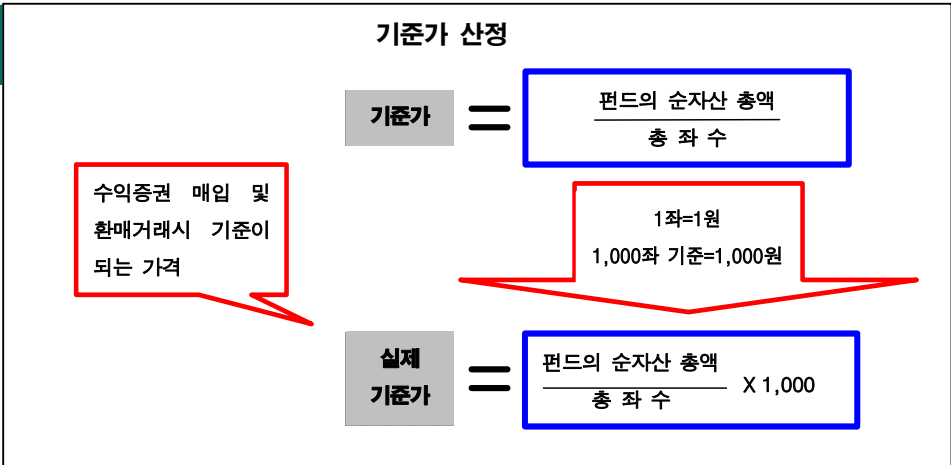 기준가 산정
기준가
=
펀드의 순자산 총액
총 좌 수
수익증권 매입 및
환매거래시 기준이
되는 가격
1좌=1원
1,000좌 기준=1,000원
실제
기준가
=
펀드의 순자산 총액
총 좌 수
X 1,000